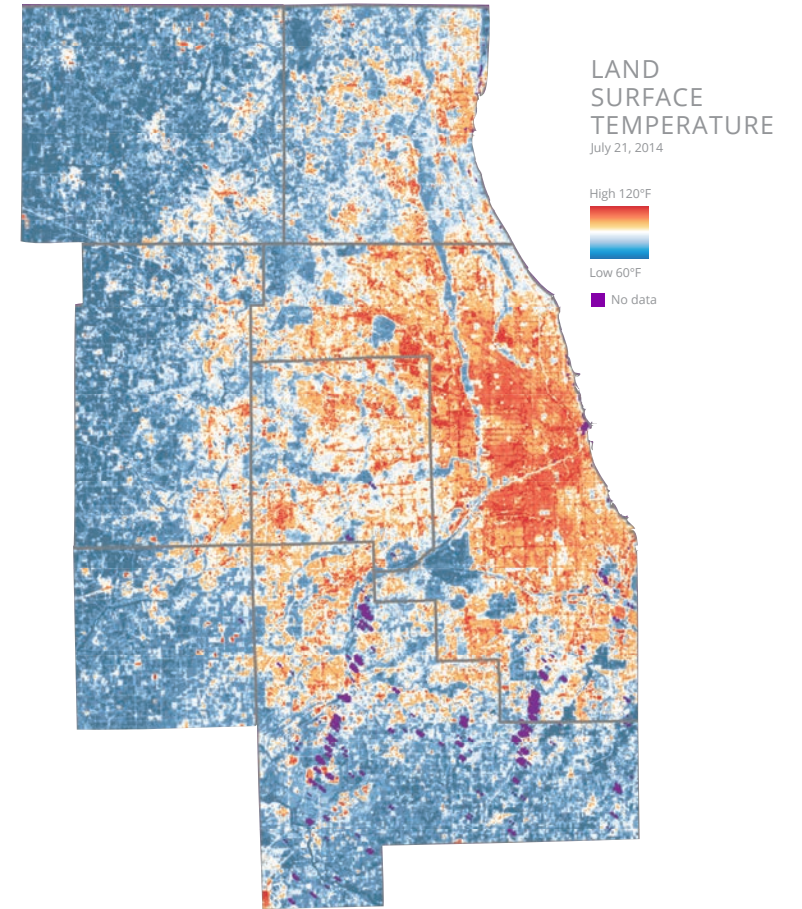 LAND
SURFACE
TEMPERATURE
July 21, 2014
High 120°F
Low 60°F
No data